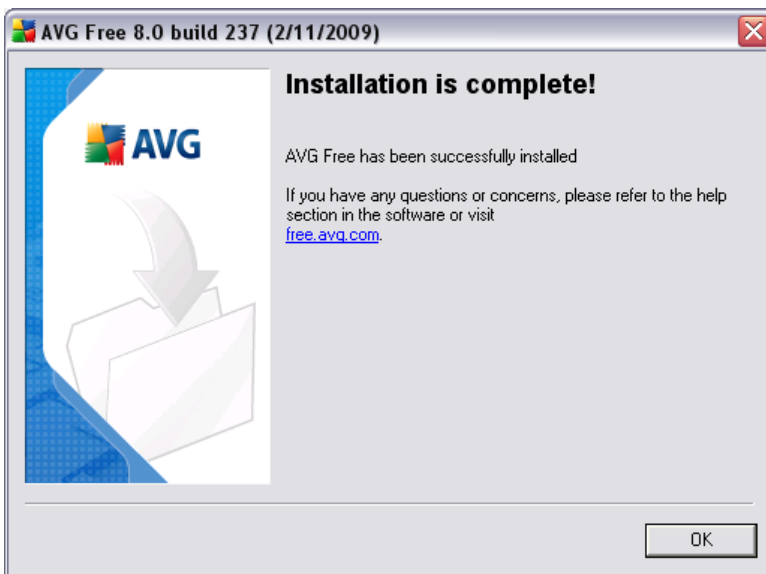 AVG Free 8.0 build 237 (2/11/2009)
Installation is complete!
AVG
AVG Free has been successfully installed
If you have any questions or concerns, please refer to the help
section in the software or visit
free.avg.com.
OK